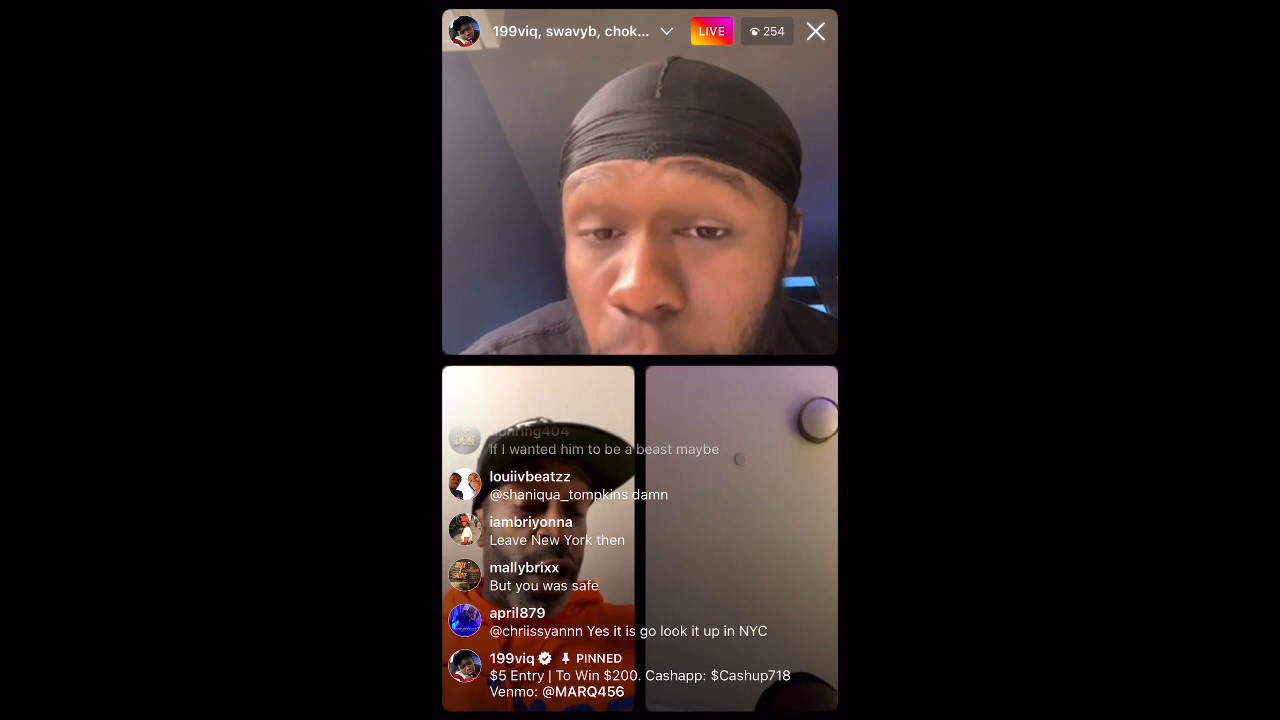 199viq, swavyb, chok...
LIVE
254
If I wanted him to be a beast maybe
louiivbeatzz
@shaniqua_tompkins damn
iambriyonna
Leave New York then
mallybrixx
But you was safe
april879
@chriissyannn Yes it is go look it up in NYC
199viq PINNED
$5 Entry | To Win $200. Cashapp: $Cashup718
Venmo: @MARQ456